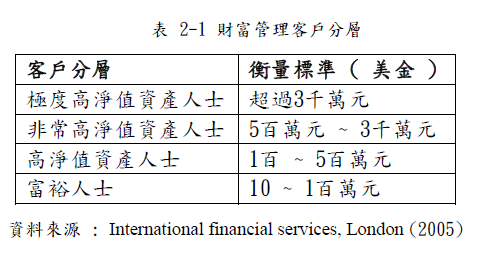 表 2-1 財富管理客戶分層
客戶分層 衡量標準 ( 美金 )
極度高淨值資產人士 超過3千萬元
非常高淨值資產人士 5百萬元 ~ 3千萬元
高淨值資產人士 1百 ~ 5百萬元
富裕人士 10 ~ 1百萬元
資料來源 : International financial services, London (2005)